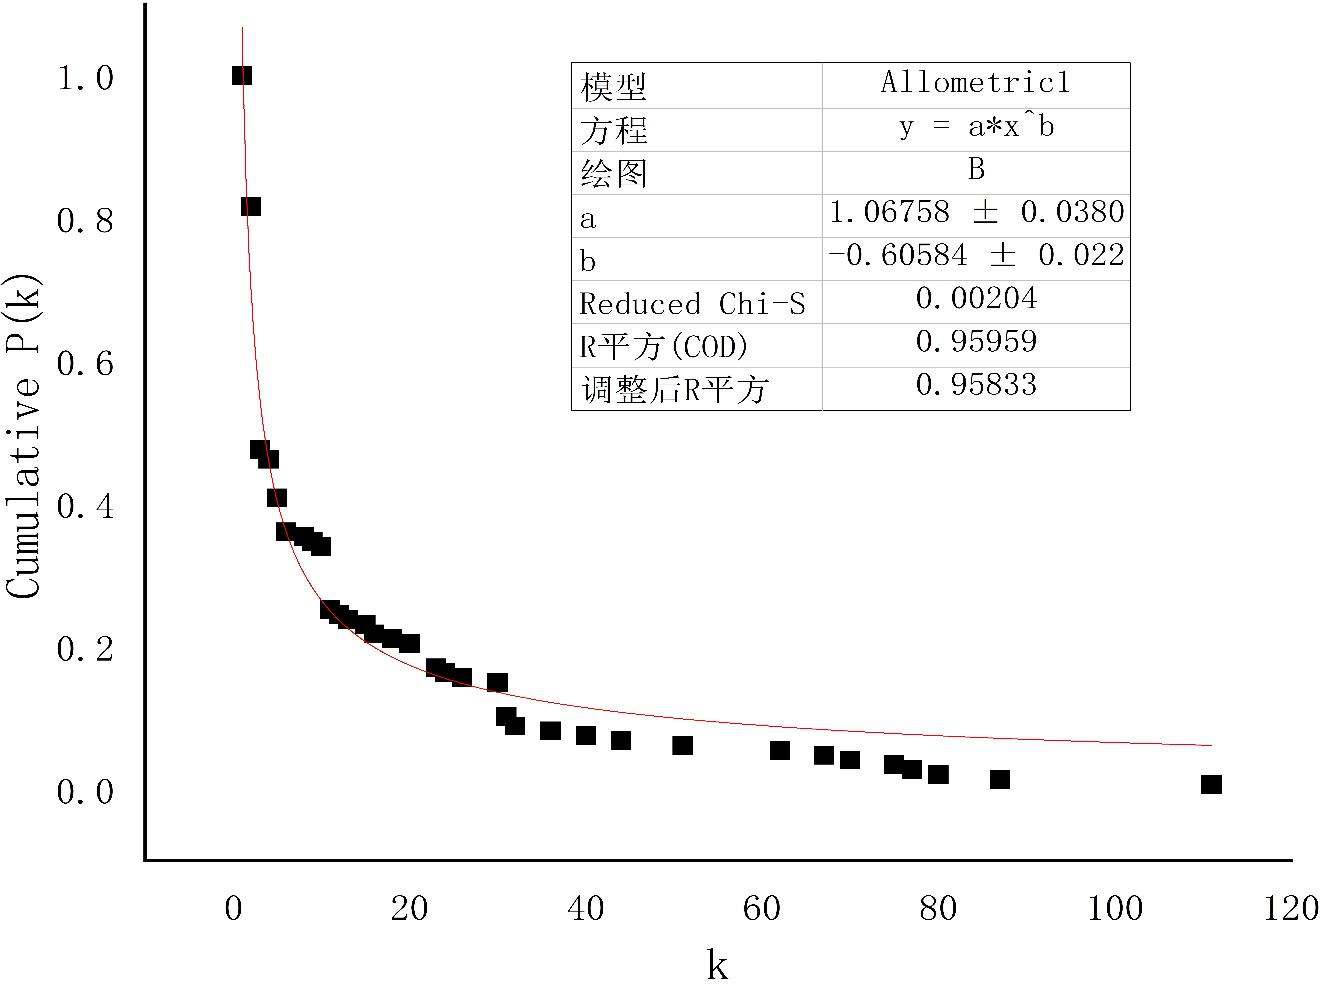 1.0
0.8
0.6
0.4
0.2
0.0
Cumulative P(k)
模型 Allometric1
方程 y = a*x^b
绘图 B
a 1.06758 ± 0.0380
b -0.60584 ± 0.022
Reduced Chi-S 0.00204
R平方(COD) 0.95959
调整后R平方 0.95833
0 20 40 60 80 100 120
k